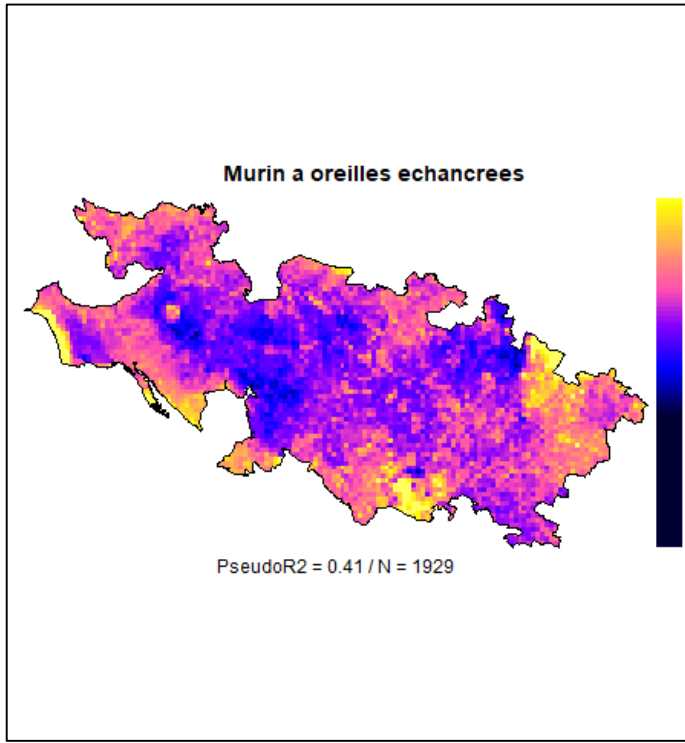 Murin a oreilles echancrees
PseudoR2 = 0.41 / N = 1929